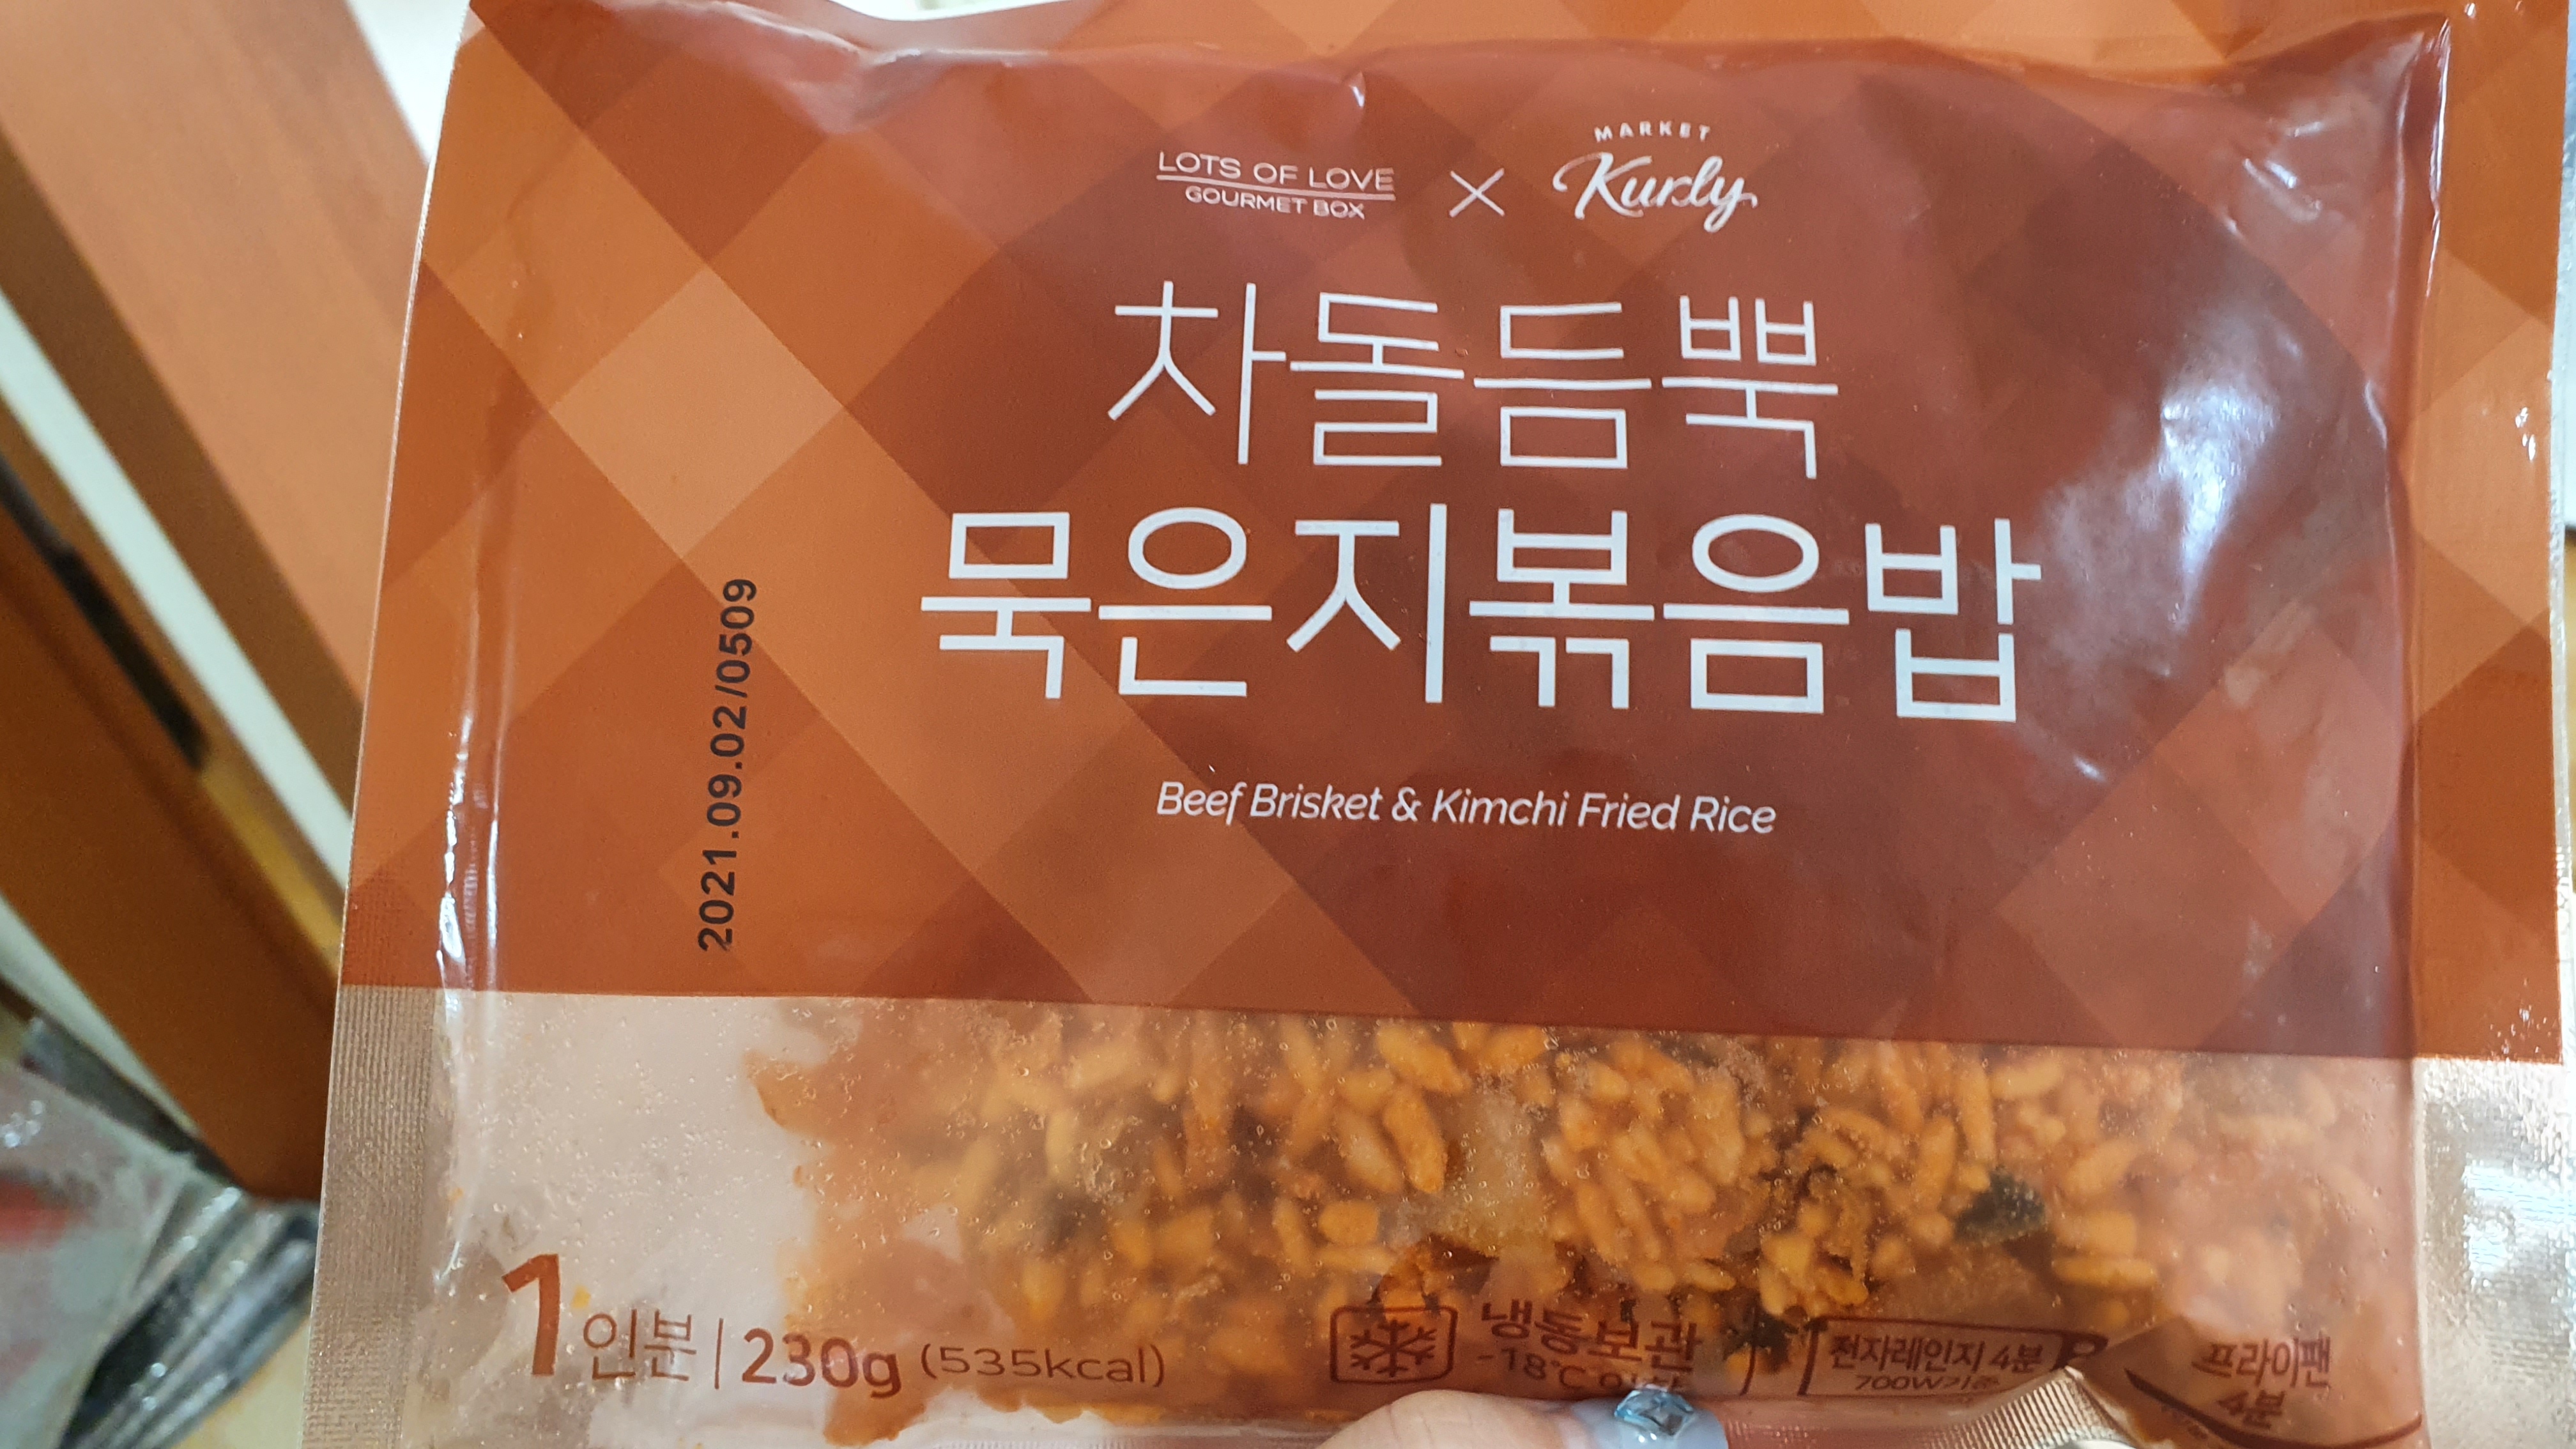 LOTS OF LOVE
GOURMET BOX
X
MARKET
Kurly
차돌듬뿍
묵은지볶음밥
Beef Brisket & Kimchi Fried Rice
2021.09.02/0509
1인분 | 230g (535kcal)
냉동보관
-18°C
전자레인지 4분
700W기준
프라이팬
4분